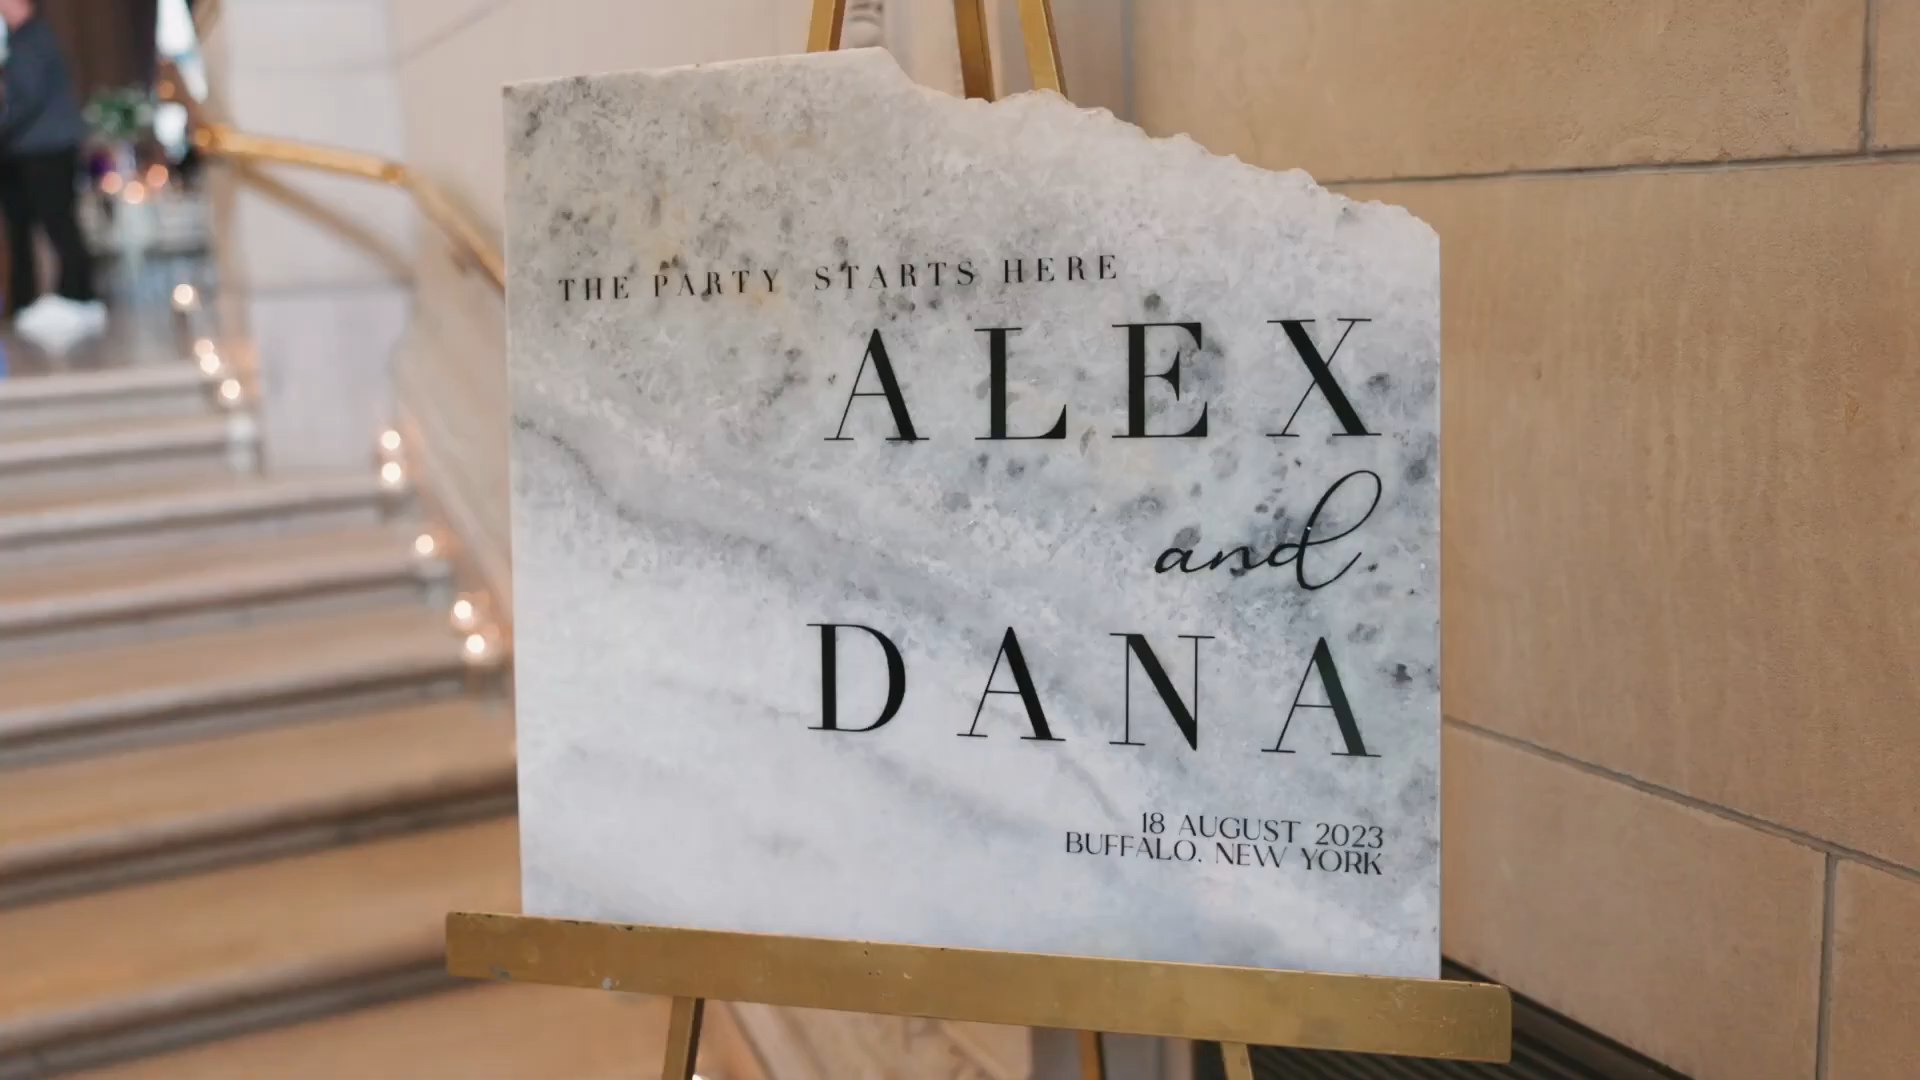 THE PARTY STARTS HERE
ALEX
and
DANA
18 AUGUST 2023
BUFFALO, NEW YORK